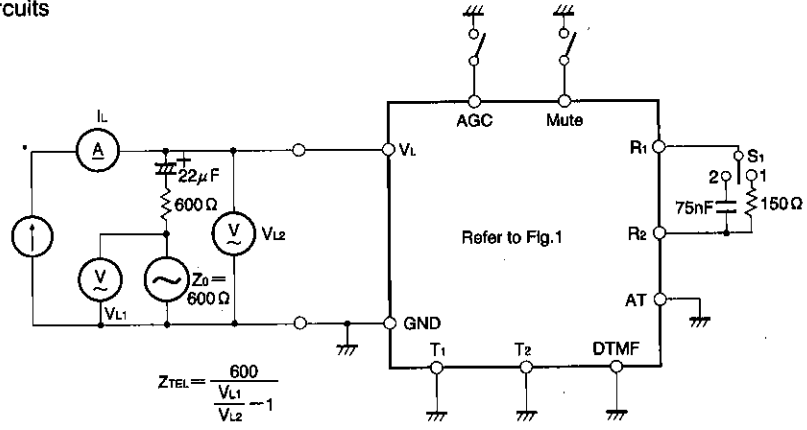 rcuits
AGC
Mute
IL
A
VL
R1
S1
2
1
22μF
600Ω
75nF
150Ω
V
VL2
Refer to Fig.1
R2
V
Z0=
600Ω
VL1
AT
GND
T1
T2
DTMF
ZTEL= 600
VL1
VL2 −1